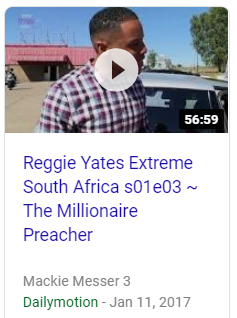 56:59
Reggie Yates Extreme
South Africa s01e03 ~
The Millionaire
Preacher
Mackie Messer 3
Dailymotion - Jan 11, 2017